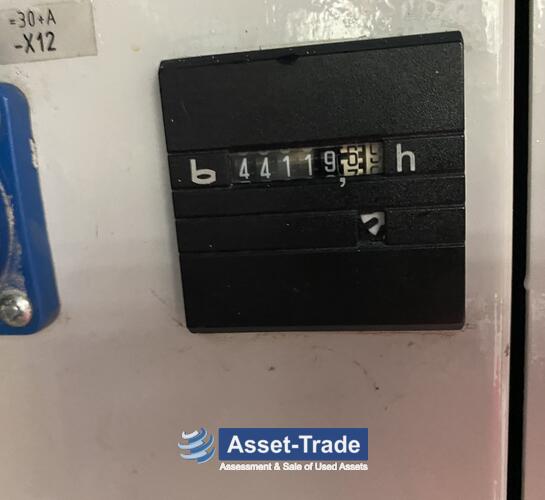 =30+A
-X12
44119, h
Asset-Trade
Assessment & Sale of Used Assets